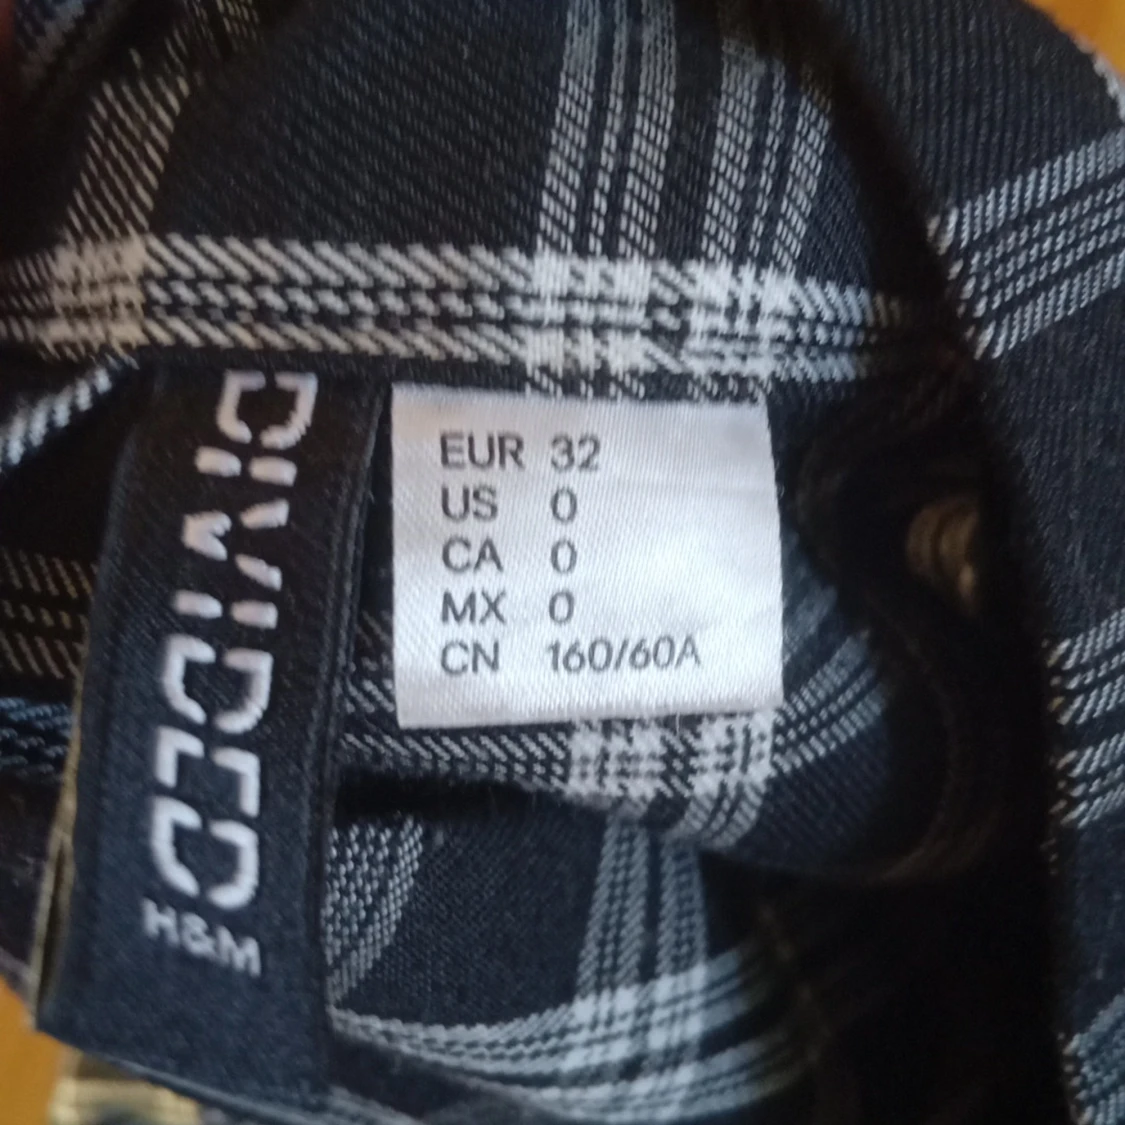 DIVIDED
H&M
EUR 32
US 0
CA 0
MX 0
CN 160/60A